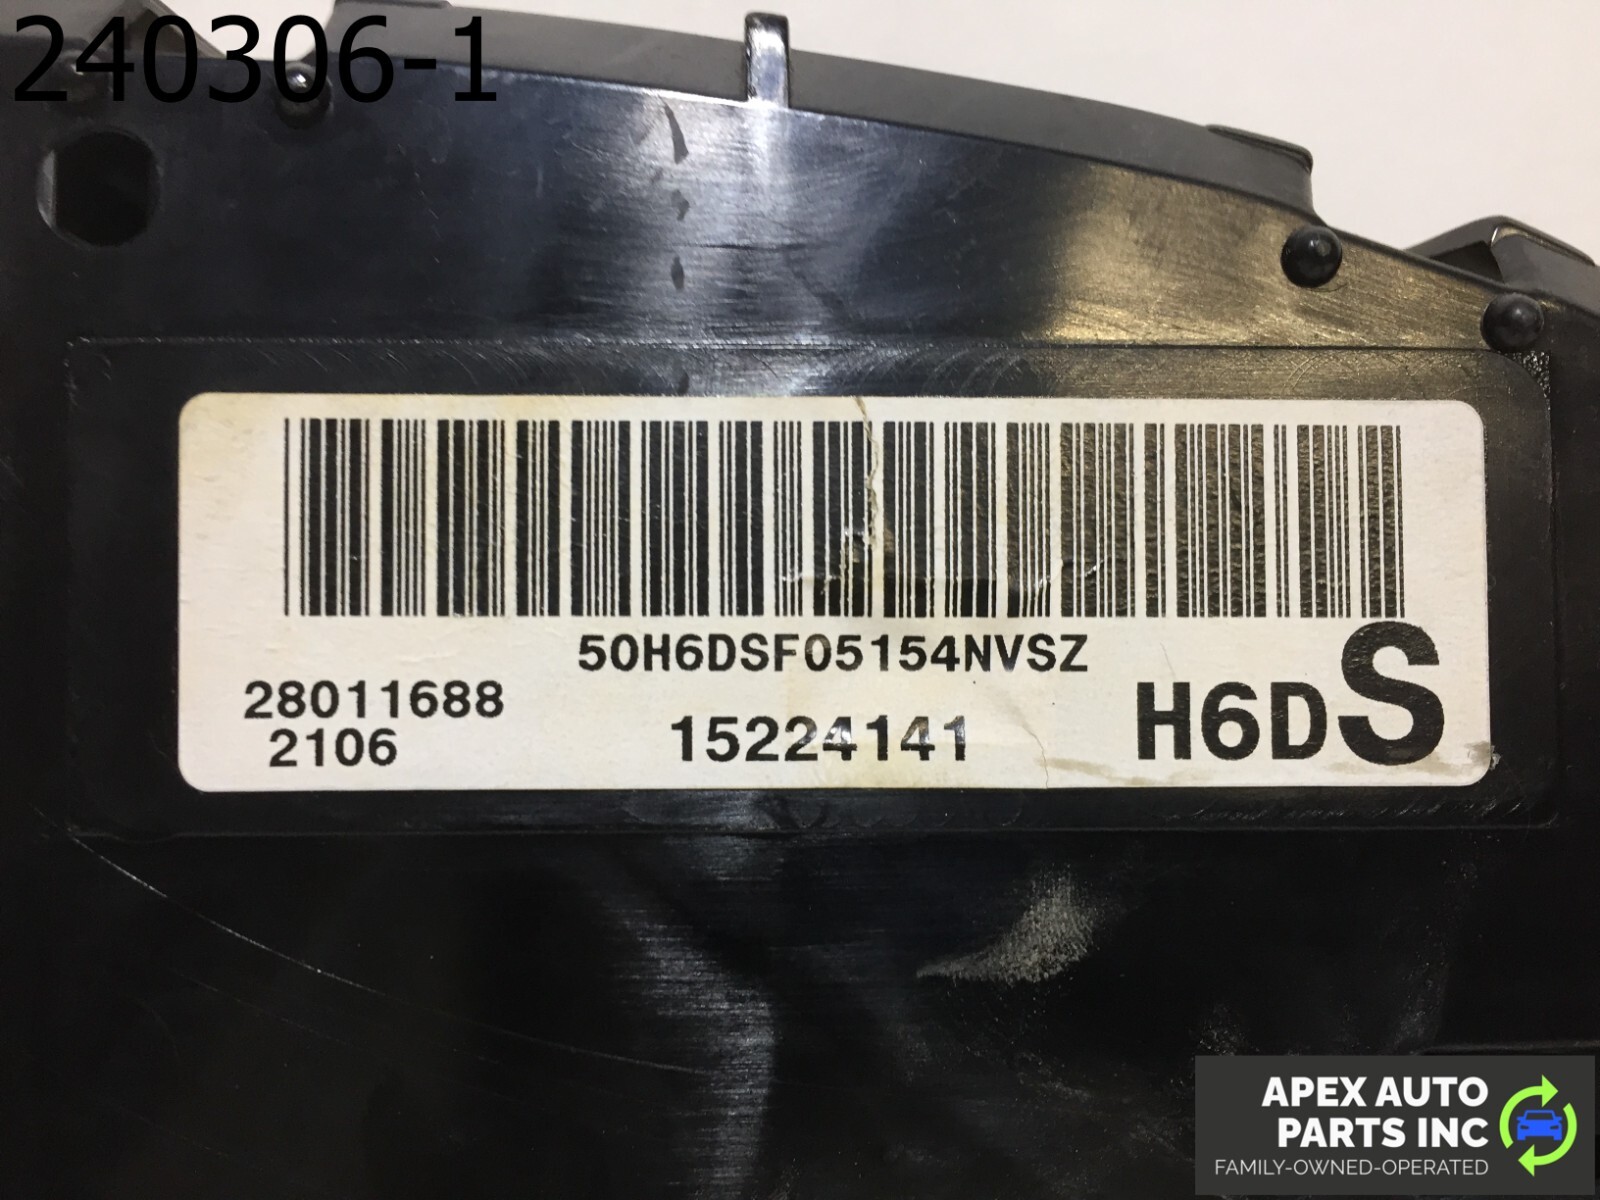 240306-1
50H6DSF05154NVSZ
28011688
2106
15224141
H6DS
APEX AUTO
PARTS INC
FAMILY-OWNED-OPERATED